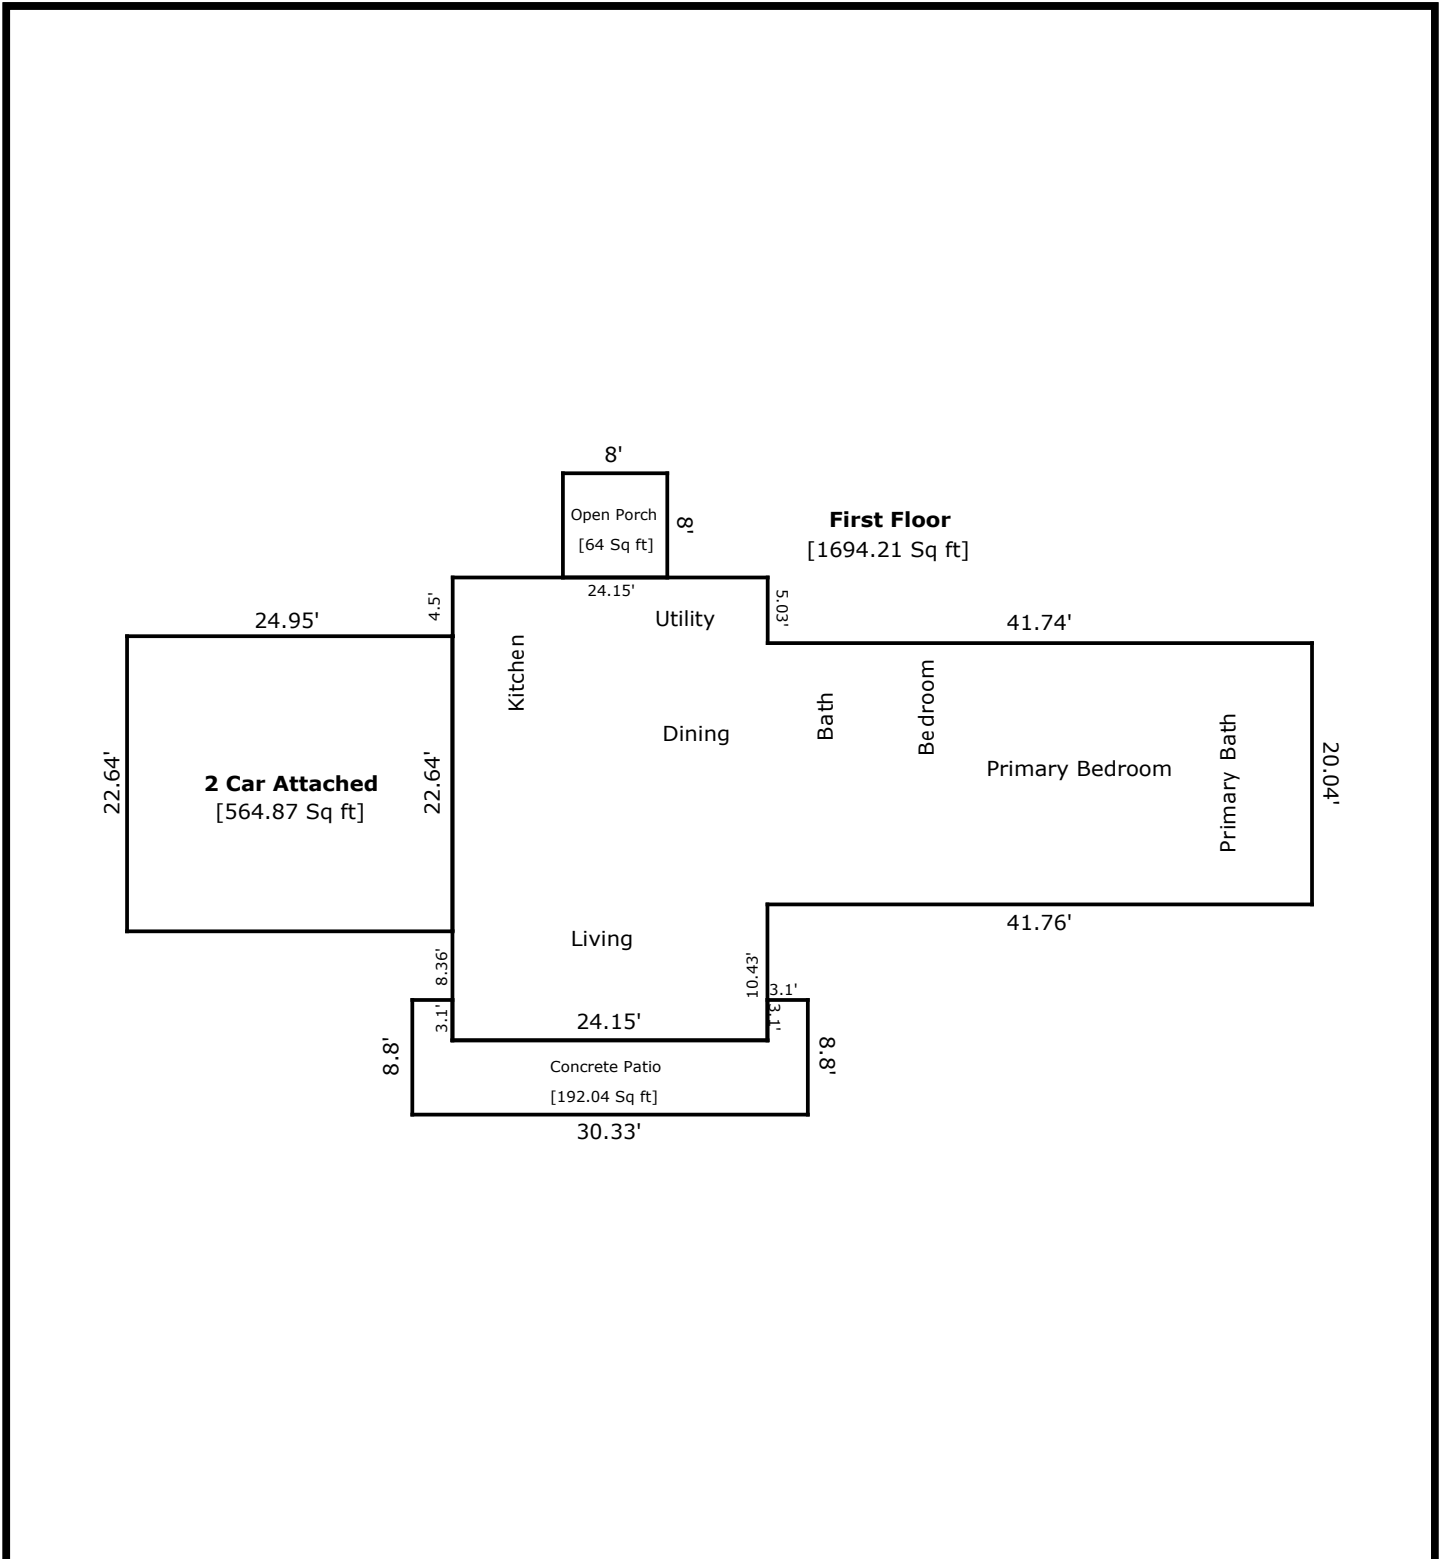 8'
Open Porch
[64 Sq ft]
8'
First Floor
[1694.21 Sq ft]
24.15'
4.5'
5.03'
Utility
24.95'
41.74'
Kitchen
Bath
Bedroom
Dining
Primary Bedroom
Primary Bath
20.04'
22.64'
2 Car Attached
[564.87 Sq ft]
22.64'
41.76'
Living
8.36'
10.43'
3.1'
3.1'
3.1'
24.15'
8.8'
Concrete Patio
[192.04 Sq ft]
8.8'
30.33'